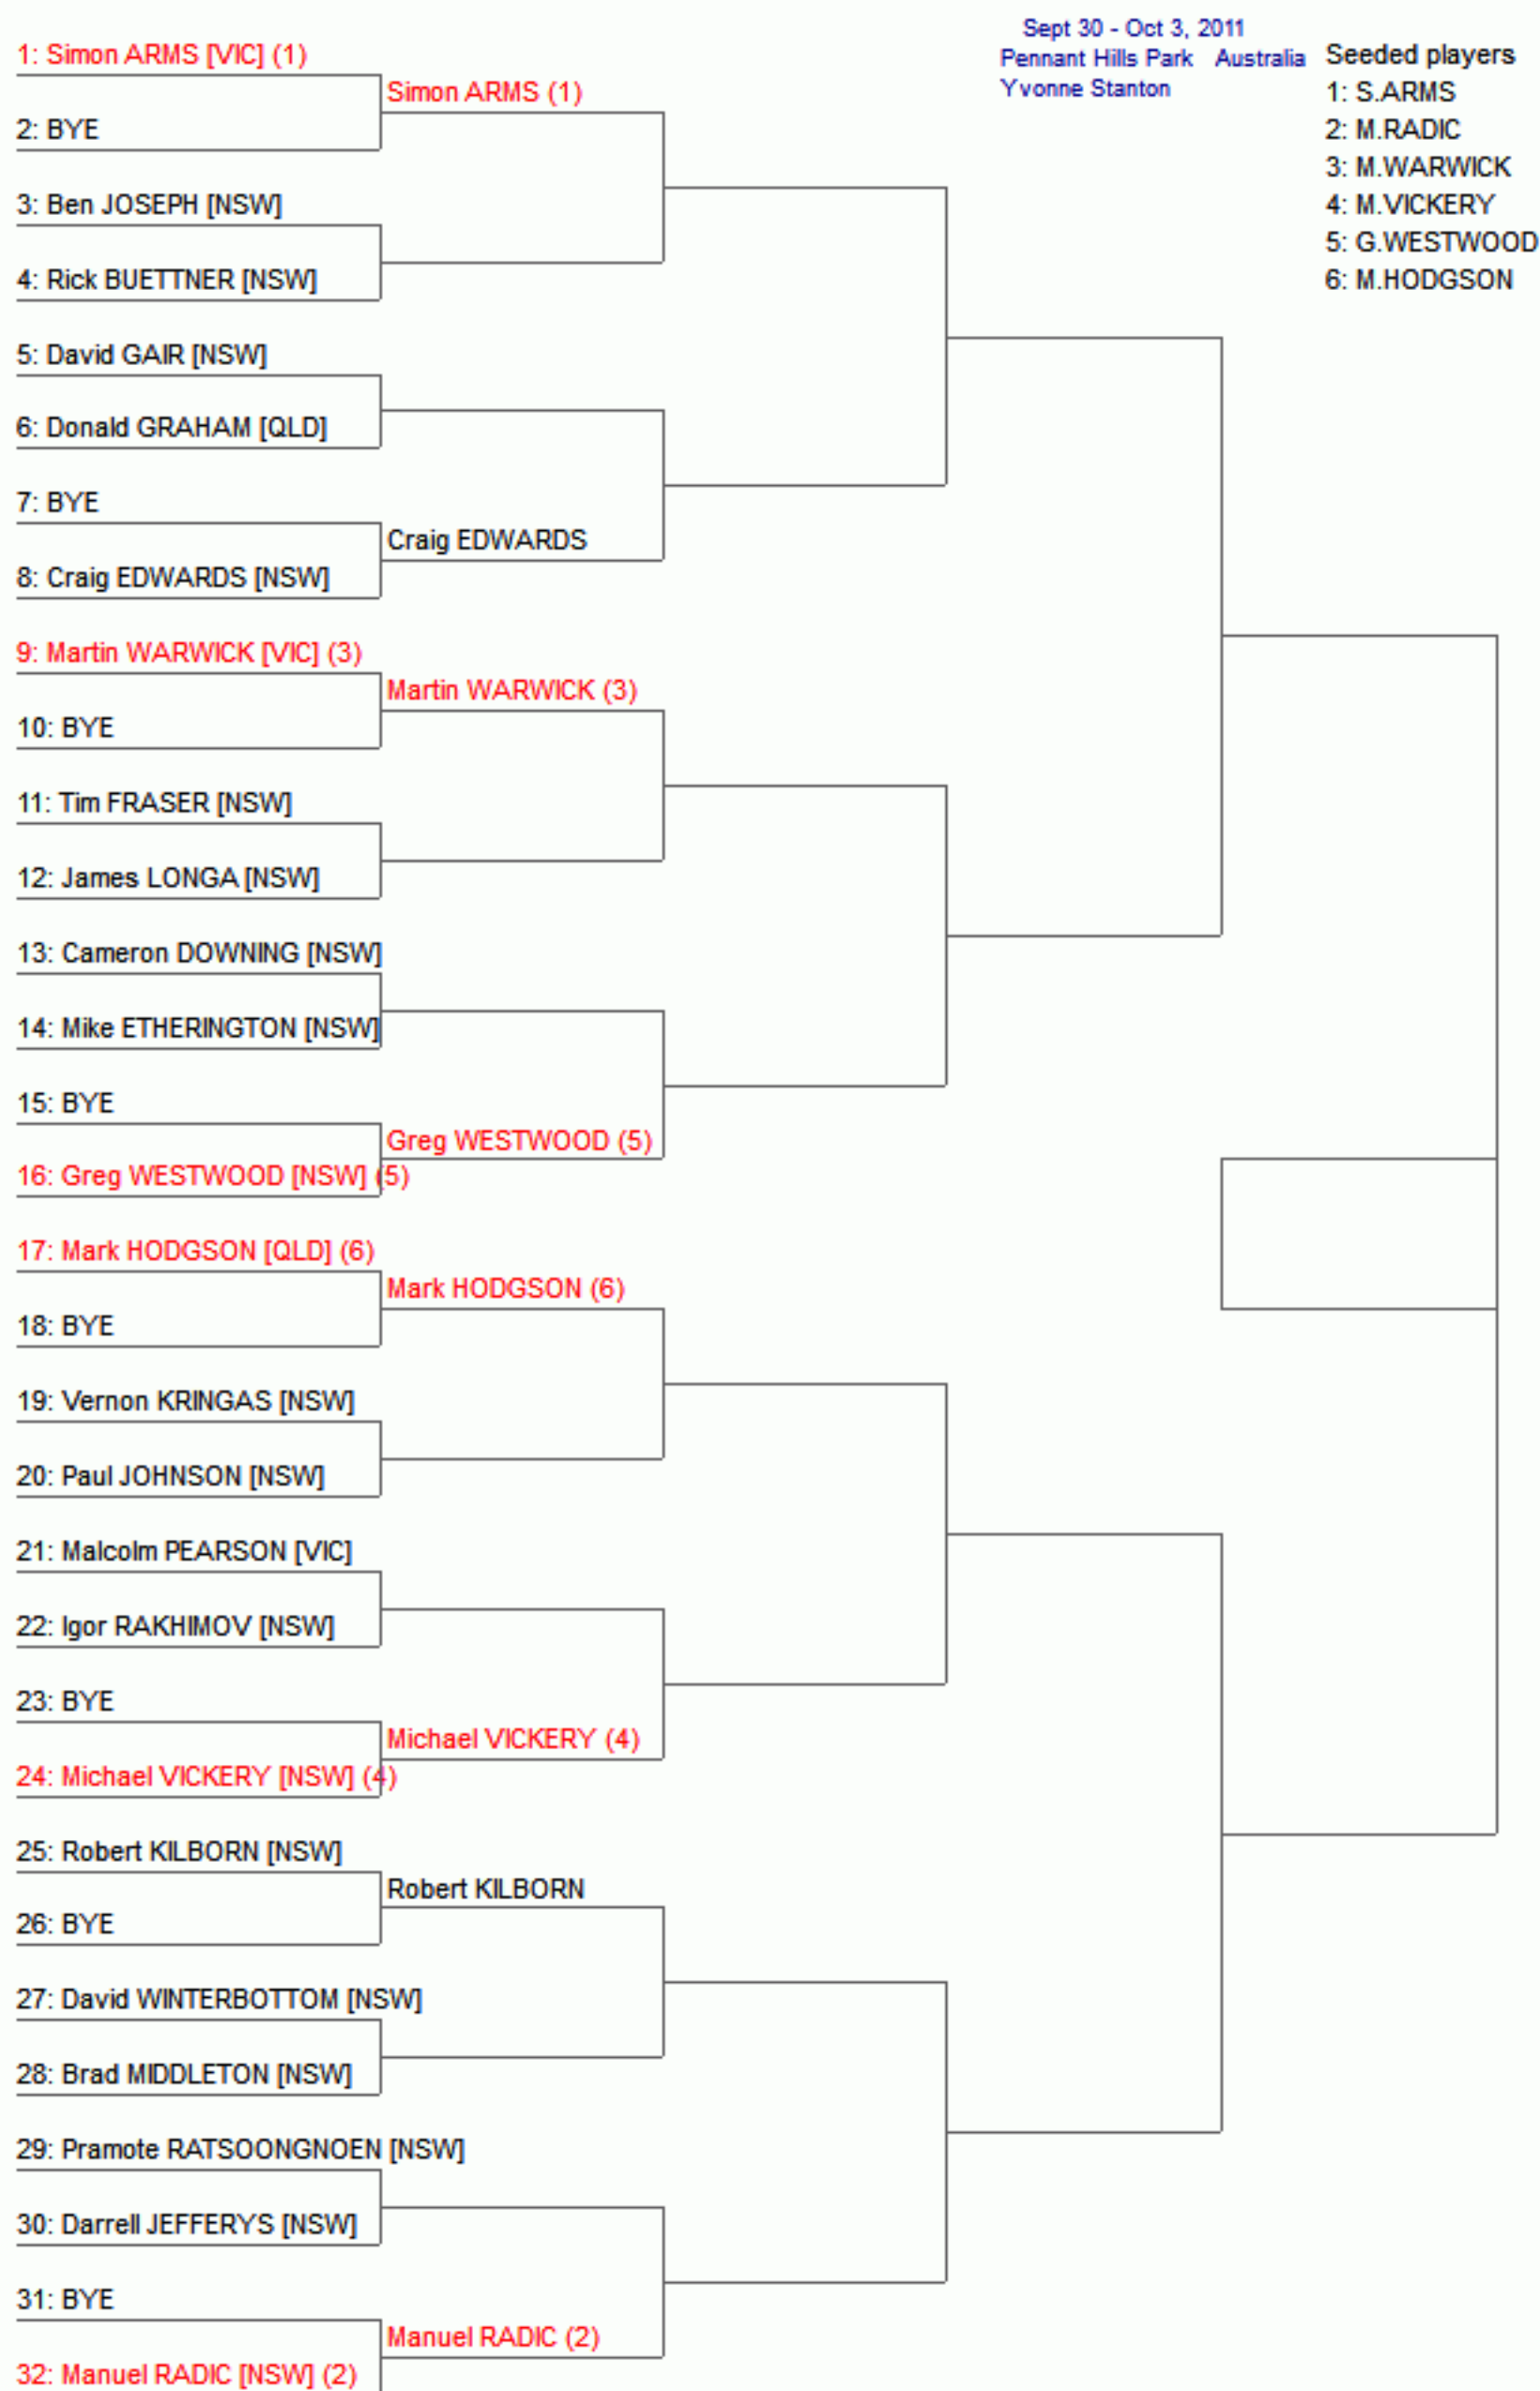 Sept 30 - Oct 3, 2011
Pennant Hills Park Australia
Yvonne Stanton
Seeded players
1: S.ARMS
2: M.RADIC
3: M.WARWICK
4: M.VICKERY
5: G.WESTWOOD
6: M.HODGSON
1: Simon ARMS [VIC] (1)
Simon ARMS (1)
2: BYE
3: Ben JOSEPH [NSW]
4: Rick BUETTNER [NSW]
5: David GAIR [NSW]
6: Donald GRAHAM [QLD]
7: BYE
Craig EDWARDS
8: Craig EDWARDS [NSW]
9: Martin WARWICK [VIC] (3)
Martin WARWICK (3)
10: BYE
11: Tim FRASER [NSW]
12: James LONGA [NSW]
13: Cameron DOWNING [NSW]
14: Mike ETHERINGTON [NSW]
15: BYE
Greg WESTWOOD (5)
16: Greg WESTWOOD [NSW] (5)
17: Mark HODGSON [QLD] (6)
Mark HODGSON (6)
18: BYE
19: Vernon KRINGAS [NSW]
20: Paul JOHNSON [NSW]
21: Malcolm PEARSON [VIC]
22: Igor RAKHIMOV [NSW]
23: BYE
Michael VICKERY (4)
24: Michael VICKERY [NSW] (4)
25: Robert KILBORN [NSW]
Robert KILBORN
26: BYE
27: David WINTERBOTTOM [NSW]
28: Brad MIDDLETON [NSW]
29: Pramote RATSOONGNOEN [NSW]
30: Darrell JEFFERYS [NSW]
31: BYE
Manuel RADIC (2)
32: Manuel RADIC [NSW] (2)